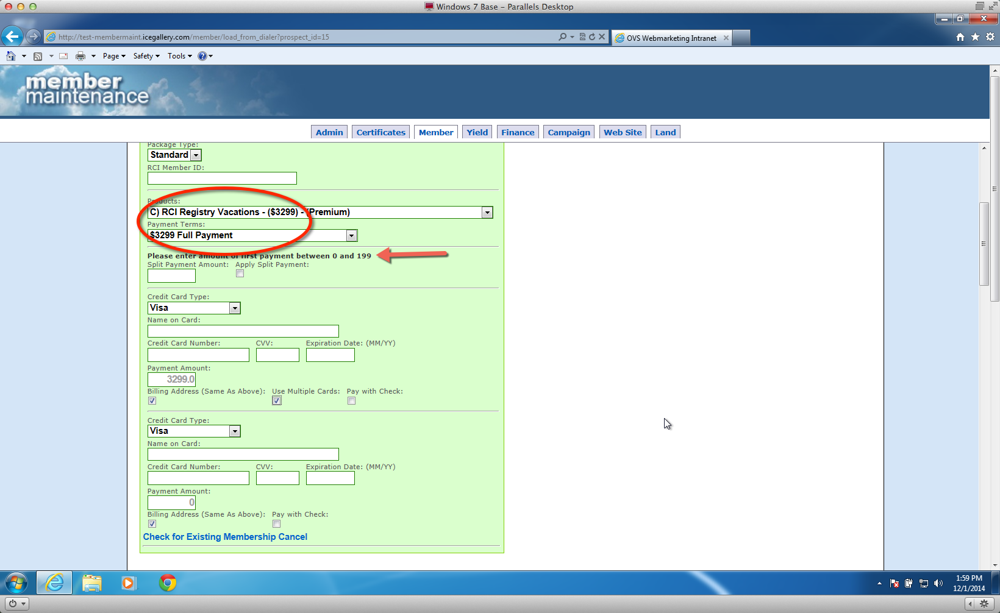 Windows 7 Base - Parallels Desktop
http://test-membermaint.icegallery.com/member/load_from_dialer?prospect_id=15
OVS Webmarketing Intranet
Page Safety Tools
member
maintenance
Admin Certificates Member Yield Finance Campaign Web Site Land
Package Type:
Standard
RCI Member ID:
Products:
C) RCI Registry Vacations - ($3299) - (Premium)
Payment Terms:
$3299 Full Payment
Please enter amount of first payment between 0 and 199
Split Payment Amount: Apply Split Payment:
Credit Card Type:
Visa
Name on Card:
Credit Card Number: CVV: Expiration Date: (MM/YY)
Payment Amount:
3299.0
Billing Address (Same As Above): Use Multiple Cards: Pay with Check:
Credit Card Type:
Visa
Name on Card:
Credit Card Number: CVV: Expiration Date: (MM/YY)
Payment Amount:
0
Billing Address (Same As Above): Pay with Check:
Check for Existing Membership Cancel
1:59 PM
12/1/2014